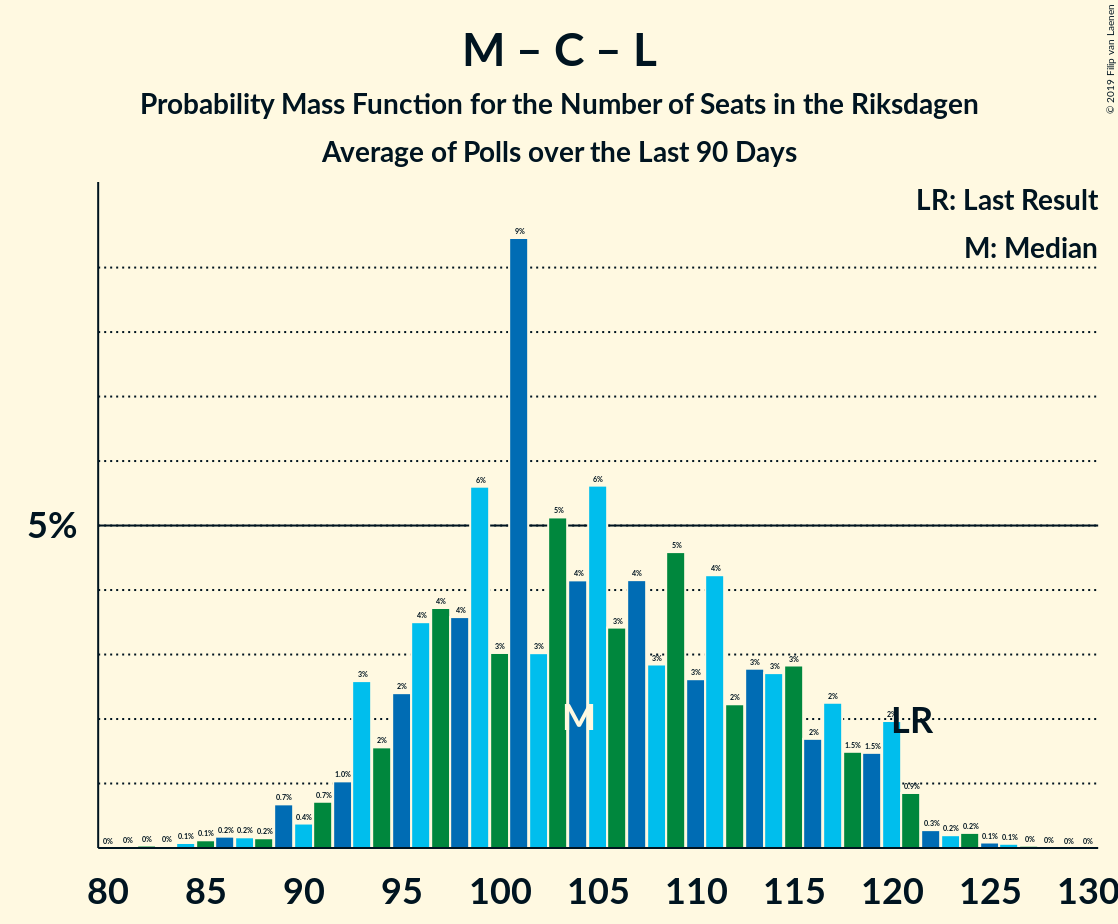 M – C – L
Probability Mass Function for the Number of Seats in the Riksdagen
Average of Polls over the Last 90 Days
© 2019 Filip van Laenen
LR: Last Result
M: Median
5%
0% 0% 0% 0% 0.1% 0.1% 0.2% 0.2% 0.2% 0.7% 0.4% 0.7% 1.0% 3% 2% 2% 4% 4% 4% 6% 3% 9% 3% 5% 4% 6% 3% 4% 3% 5% 3% 4% 2% 3% 3% 3% 2% 2% 1.5% 1.5% 2% 0.9% 0.3% 0.2% 0.2% 0.1% 0.1% 0% 0% 0% 0%
M
LR
80 85 90 95 100 105 110 115 120 125 130